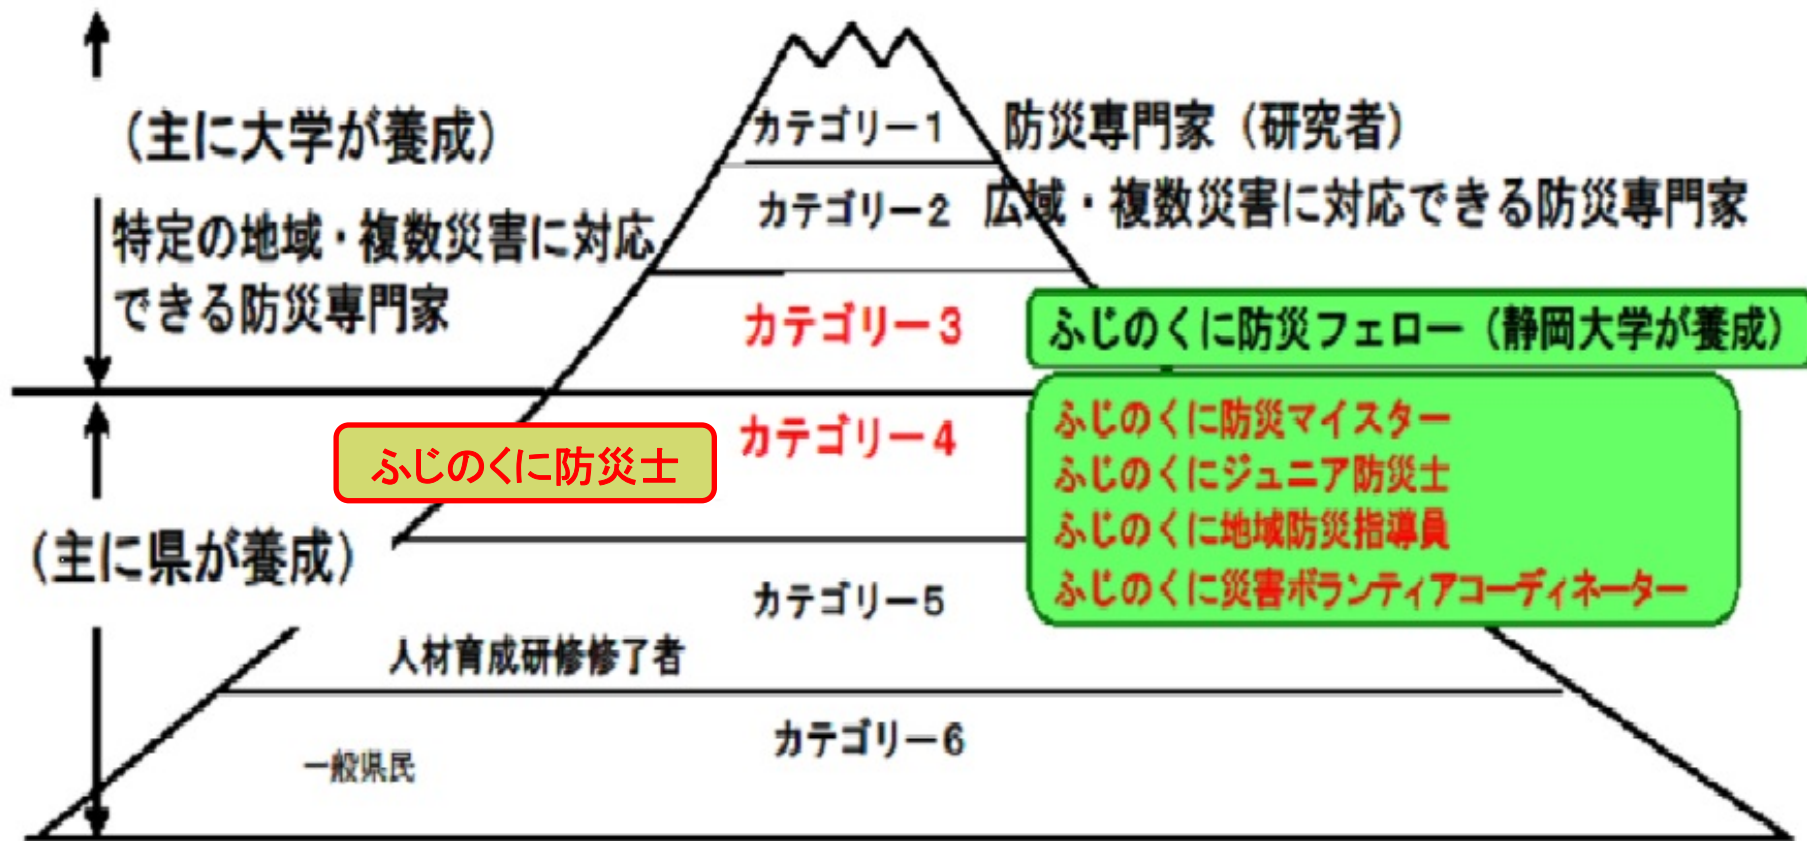 (主に大学が養成)
カテゴリー1 防災専門家(研究者)
カテゴリー2 広域・複数災害に対応できる防災専門家
特定の地域・複数災害に対応
できる防災専門家
カテゴリー3 ふじのくに防災フェロー(静岡大学が養成)
カテゴリー4
ふじのくに防災士
ふじのくに防災マイスター
ふじのくにジュニア防災士
ふじのくに地域防災指導員
ふじのくに災害ボランティアコーディネーター
(主に県が養成)
カテゴリー5
人材育成研修修了者
カテゴリー6
一般県民